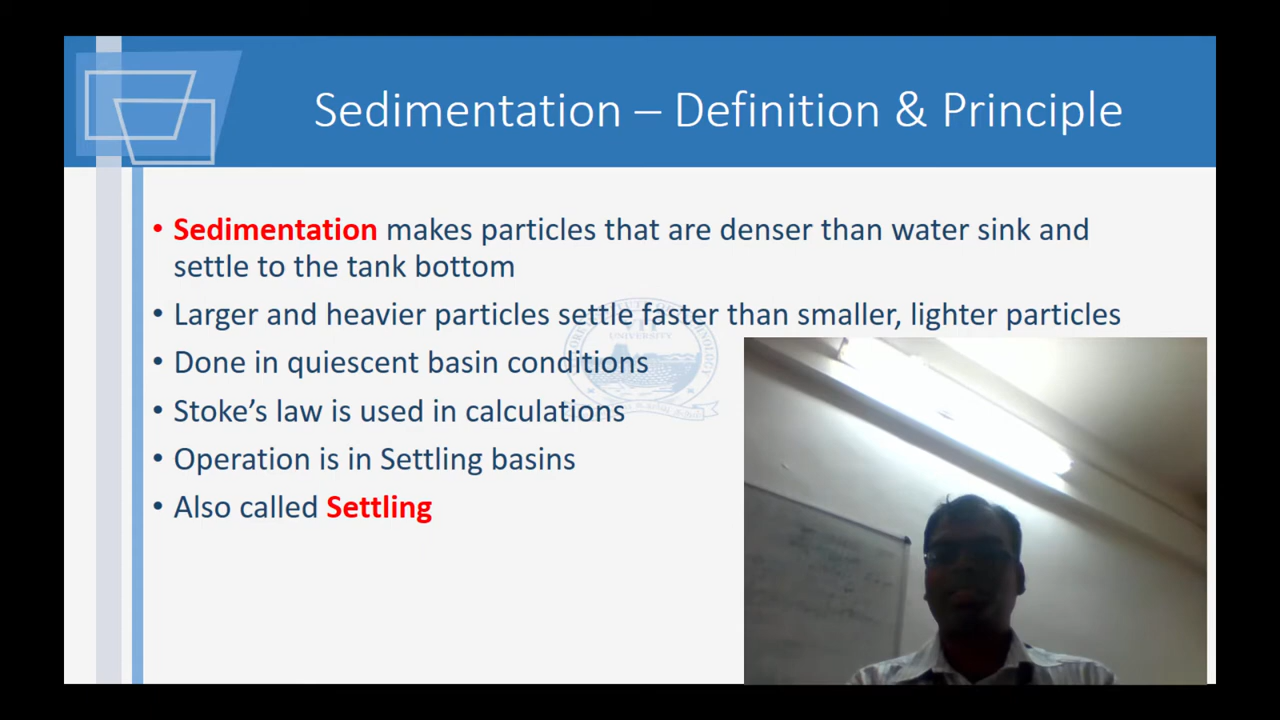 Sedimentation – Definition & Principle
• Sedimentation makes particles that are denser than water sink and
settle to the tank bottom
• Larger and heavier particles settle faster than smaller, lighter particles
• Done in quiescent basin conditions
• Stoke’s law is used in calculations
• Operation is in Settling basins
• Also called Settling
UNIVERSITY